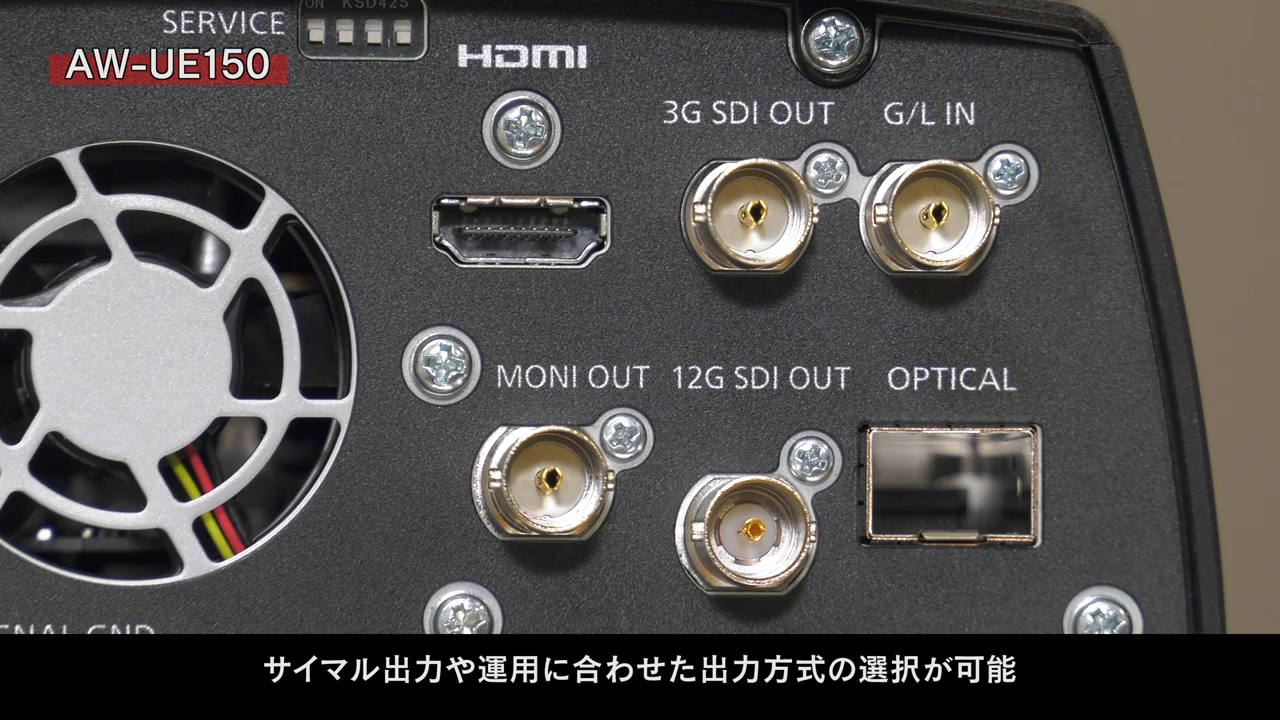 ON KSD42S
SERVICE
AW-UE150
HDMI
3G SDI OUT G/L IN
MONI OUT 12G SDI OUT OPTICAL
GND
サイマル出力や運用に合わせた出力方式の選択が可能